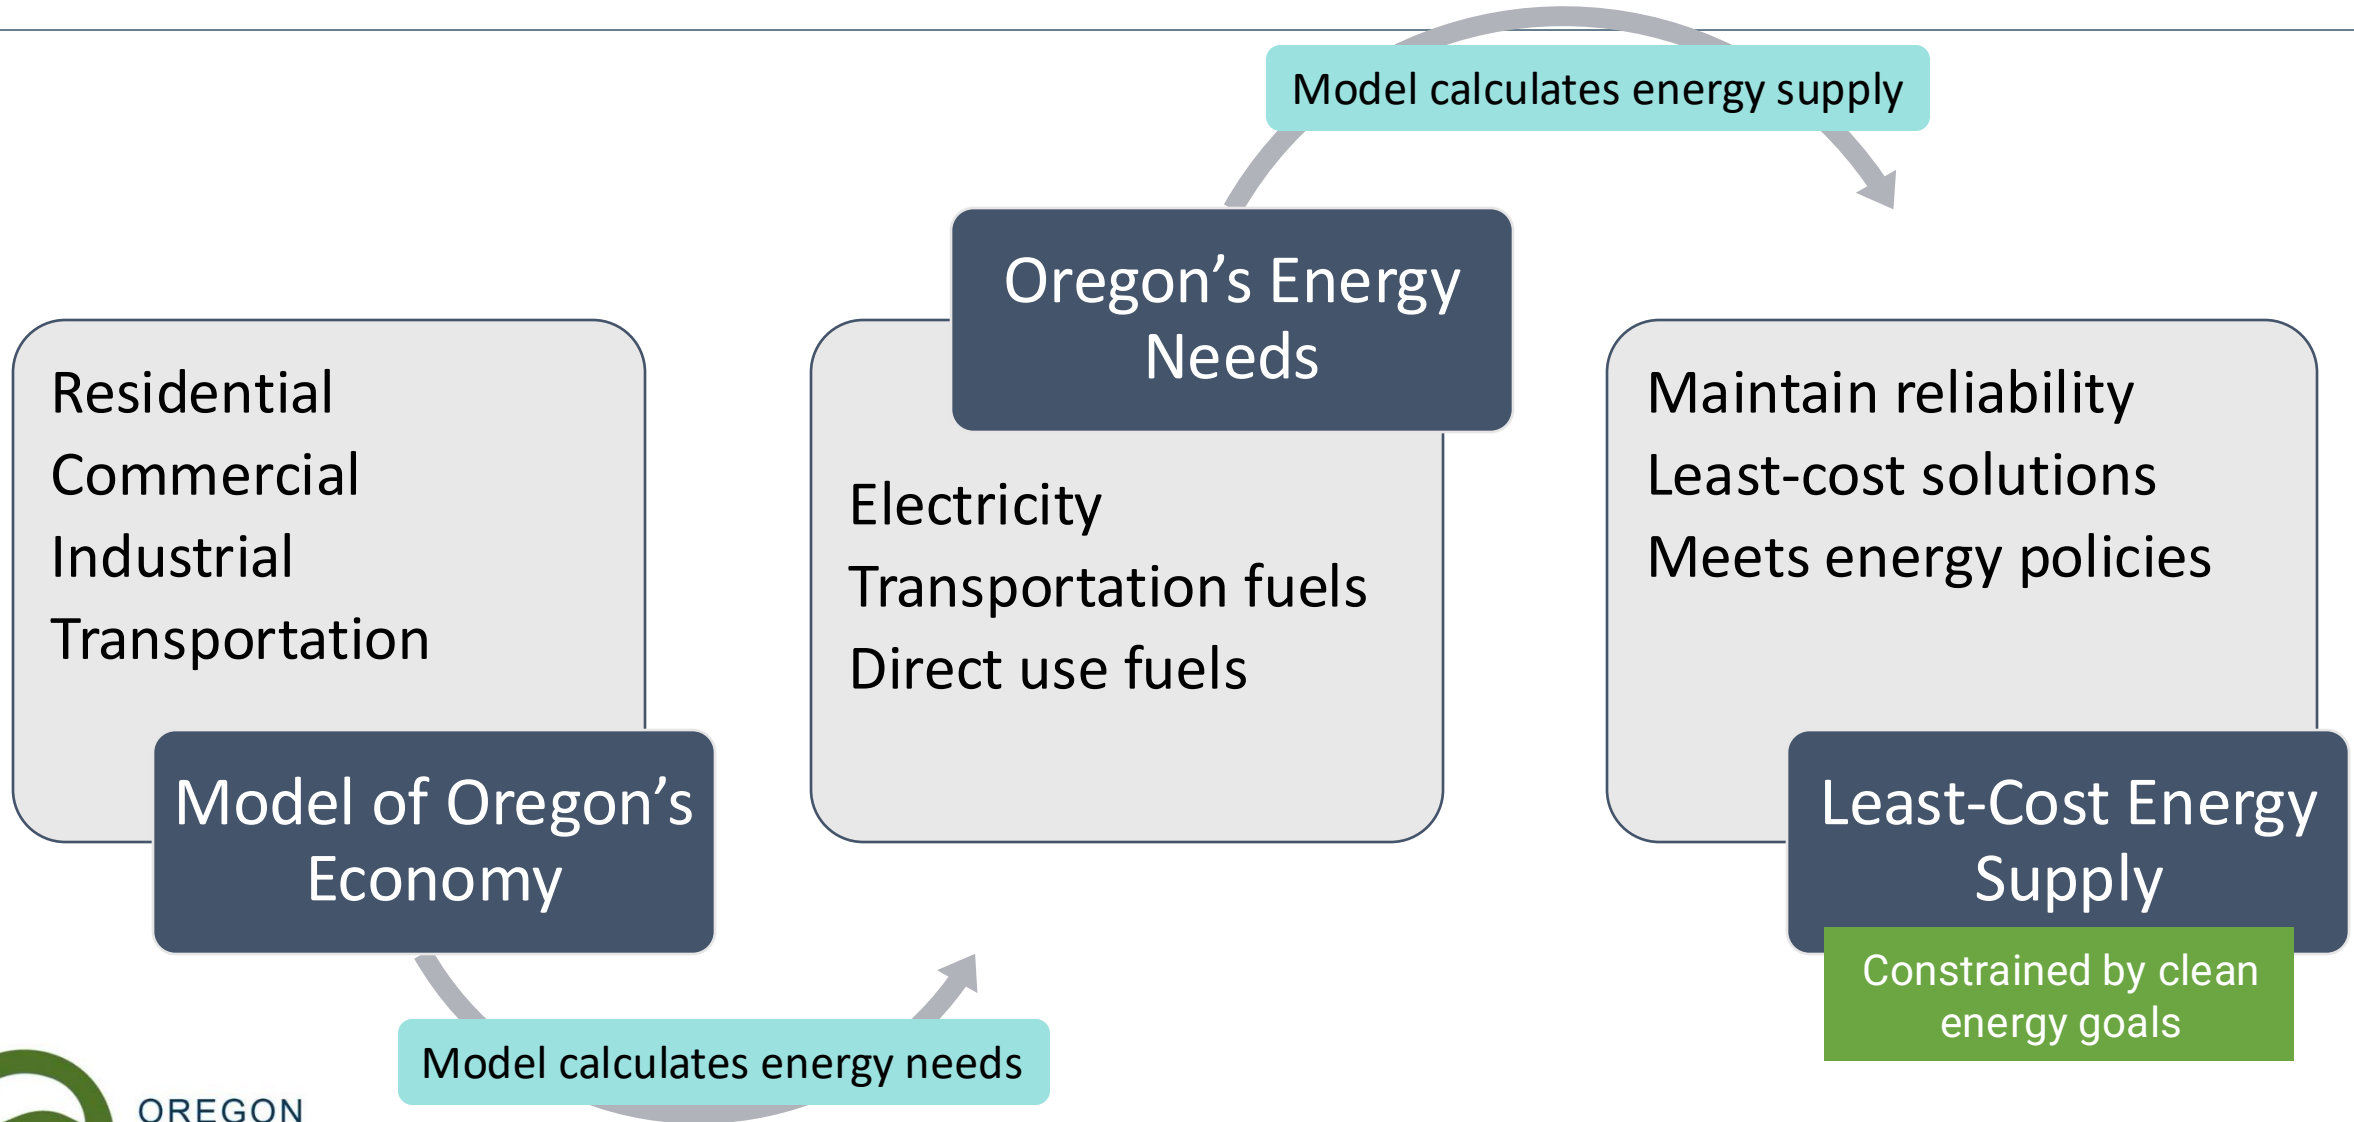 Model calculates energy supply
Residential
Commercial
Industrial
Transportation
Model of Oregon’s
Economy
Model calculates energy needs
Oregon’s Energy
Needs
Electricity
Transportation fuels
Direct use fuels
Maintain reliability
Least-cost solutions
Meets energy policies
Least-Cost Energy
Supply
Constrained by clean
energy goals
OREGON